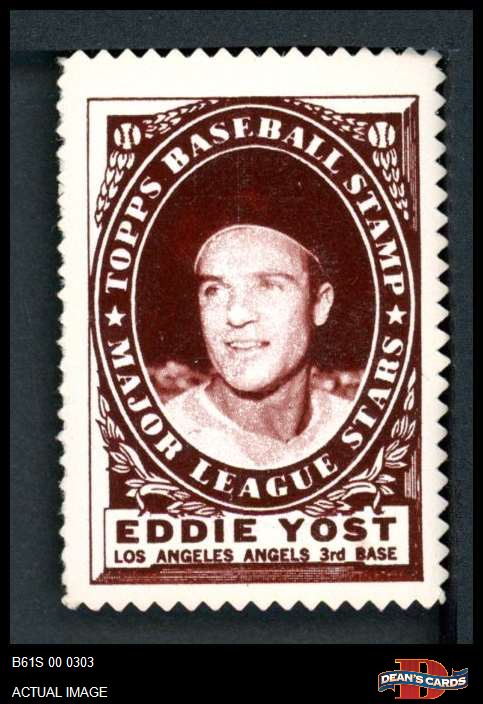 TOPPS BASEBALL STAMP
★ MAJOR LEAGUE STARS ★
EDDIE YOST
LOS ANGELES ANGELS 3rd BASE
B61S 00 0303
ACTUAL IMAGE
D
DEAN'S CARDS